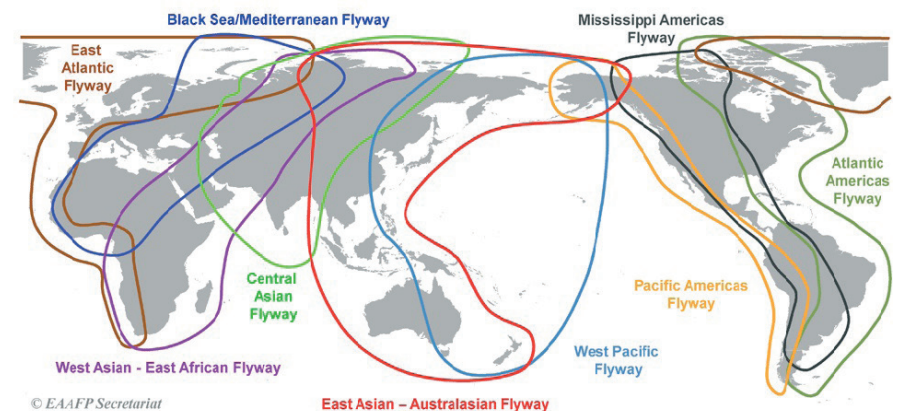 Black Sea/Mediterranean Flyway
Mississippi Americas
Flyway
East
Atlantic
Flyway
Atlantic
Americas
Flyway
Central
Asian
Flyway
Pacific Americas
Flyway
West Asian - East African Flyway
West Pacific
Flyway
© EAAFP Secretariat
East Asian – Australasian Flyway